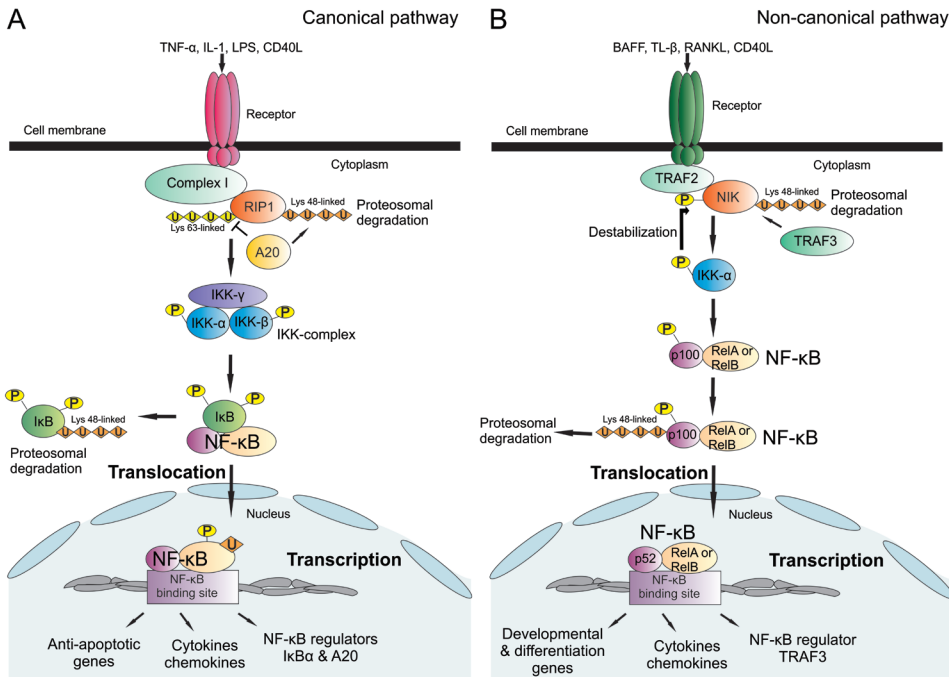 A
Canonical pathway
TNF-α, IL-1, LPS, CD40L
Receptor
Cell membrane
Cytoplasm
Complex I
RIP1
Lys 48-linked
U U U U
U U U U
Proteosomal
degradation
Lys 63-linked
A20
IKK-γ
P
IKK-α
IKK-β
P
IKK-complex
P
P
IκB
Lys 48-linked
U U U U
Proteosomal
degradation
P
P
IκB
NF-κB
Translocation
Nucleus
P
U
NF-κB
Transcription
NF-κB
binding site
Anti-apoptotic
genes
Cytokines
chemokines
NF-κB regulators
IκBα & A20
B
Non-canonical pathway
BAFF, TL-β, RANKL, CD40L
Receptor
Cell membrane
Cytoplasm
TRAF2
P
NIK
Lys 48-linked
U U U U
Proteosomal
degradation
Destabilization
TRAF3
P
IKK-α
P
p100
RelA or
RelB
NF-κB
P
Lys 48-linked
U U U U
p100
RelA or
RelB
NF-κB
Proteosomal
degradation
Translocation
Nucleus
NF-κB
p52
RelA or
RelB
Transcription
NF-κB
binding site
Developmental
& differentiation
genes
Cytokines
chemokines
NF-κB regulator
TRAF3